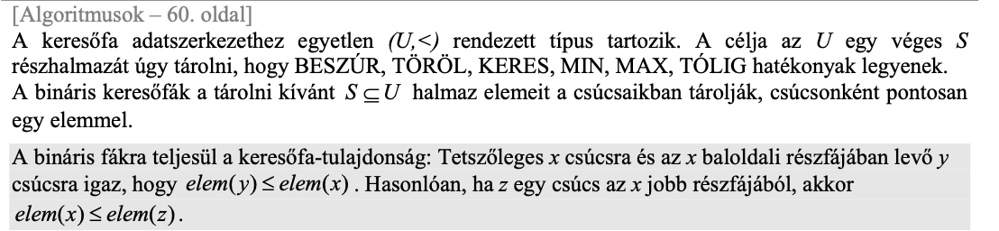 [Algoritmusok – 60. oldal]
A keresőfa adatszerkezethez egyetlen (U,<) rendezett típus tartozik. A célja az U egy véges S
részhalmazát úgy tárolni, hogy BESZÚR, TÖRÖL, KERES, MIN, MAX, TÓLIG hatékonyak legyenek.
A bináris keresőfák a tárolni kívánt S ⊆ U halmaz elemeit a csúcsaikban tárolják, csúcsonként pontosan
egy elemmel.
A bináris fákra teljesül a keresőfa-tulajdonság: Tetszőleges x csúcsra és az x baloldali részfájában levő y
csúcsra igaz, hogy elem(y) ≤ elem(x). Hasonlóan, ha z egy csúcs az x jobb részfájából, akkor
elem(x) ≤ elem(z).